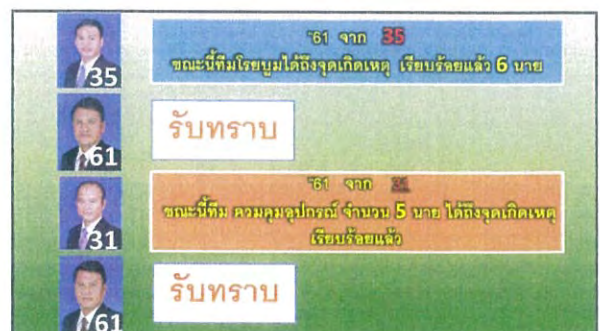 35
"61 จาก 35
ขณะนี้ทีมโรยบูมได้ถึงจุดเกิดเหตุ เรียบร้อยแล้ว 6 นาย
61
รับทราบ
31
"61 จาก 31
ขณะนี้ทีม ควมคุมอุปกรณ์ จำนวน 5 นาย ได้ถึงจุดเกิดเหตุ
เรียบร้อยแล้ว
61
รับทราบ